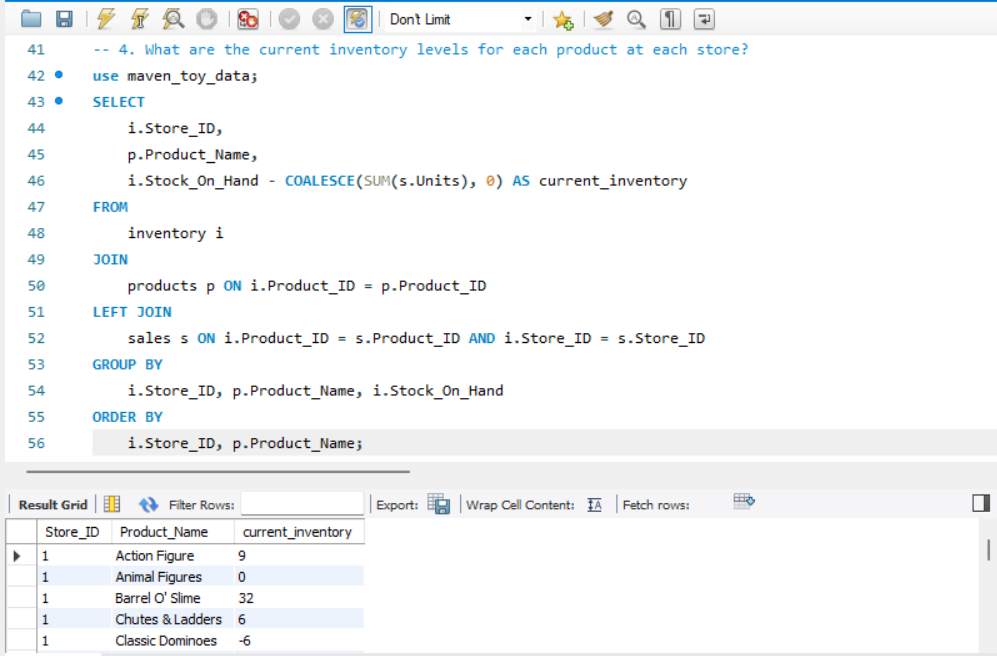 Don't Limit
41 -- 4. What are the current inventory levels for each product at each store?
42 use maven_toy_data;
43 SELECT
44 i.Store_ID,
45 p.Product_Name,
46 i.Stock_On_Hand - COALESCE(SUM(s.Units), 0) AS current_inventory
47 FROM
48 inventory i
49 JOIN
50 products p ON i.Product_ID = p.Product_ID
51 LEFT JOIN
52 sales s ON i.Product_ID = s.Product_ID AND i.Store_ID = s.Store_ID
53 GROUP BY
54 i.Store_ID, p.Product_Name, i.Stock_On_Hand
55 ORDER BY
56 i.Store_ID, p.Product_Name;
Result Grid Filter Rows: Export: Wrap Cell Content: IA Fetch rows:
Store_ID Product_Name current_inventory
1 Action Figure 9
1 Animal Figures 0
1 Barrel O' Slime 32
1 Chutes & Ladders 6
1 Classic Dominoes -6